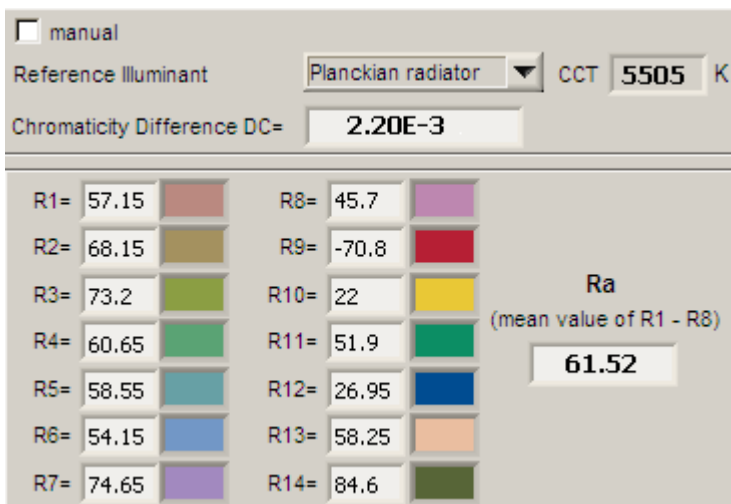 manual
Reference Illuminant Planckian radiator CCT 5505 K
Chromaticity Difference DC= 2.20E-3
R1= 57.15 R8= 45.7
R2= 68.15 R9= -70.8
R3= 73.2 R10= 22
Ra
(mean value of R1 - R8)
R4= 60.65 R11= 51.9
61.52
R5= 58.55 R12= 26.95
R6= 54.15 R13= 58.25
R7= 74.65 R14= 84.6